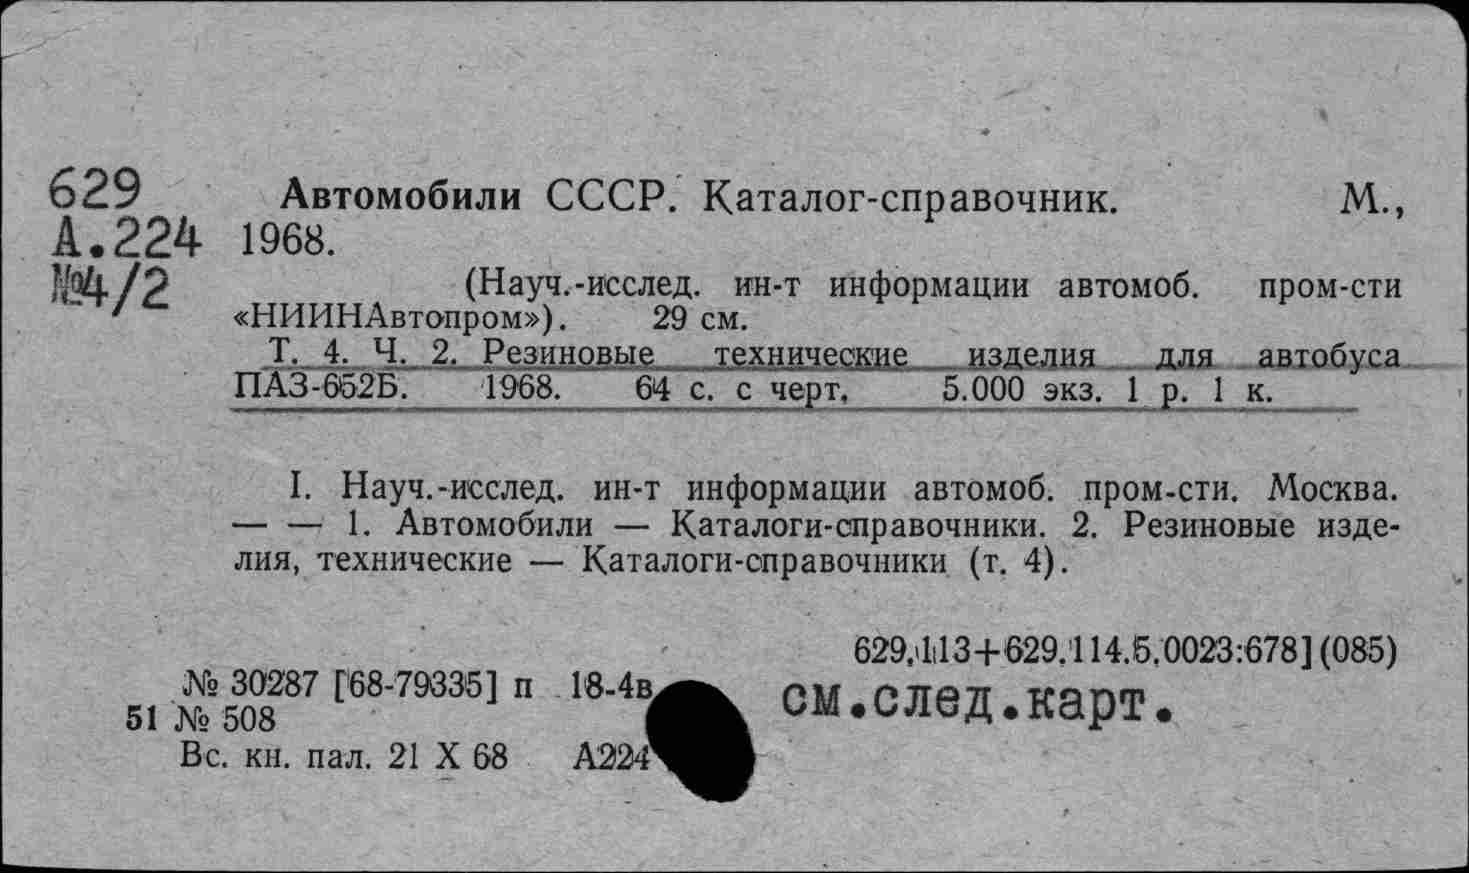 629 Автомобили СССР. Каталог-справочник. М.,
А.224 1968.
№4/2 (Науч.-исслед. ин-т информации автомоб. пром-сти
«НИИНАвтопром»). 29 см.
Т. 4. Ч. 2. Резиновые технические изделия для автобуса
ПАЗ-652Б. 1968. 64 с. с черт. 5.000 экз. 1 р. 1 к.
I. Науч.-исслед. ин-т информации автомоб. пром-сти. Москва.
— — 1. Автомобили — Каталоги-справочники. 2. Резиновые изде-
лия, технические — Каталоги-справочники (т. 4).
629.113+629.114.5.0023:678] (085)
№ 30287 [68-79335] п 18-4в см.след.карт.
51 № 508
Вс. кн. пал. 21 X 68 А224